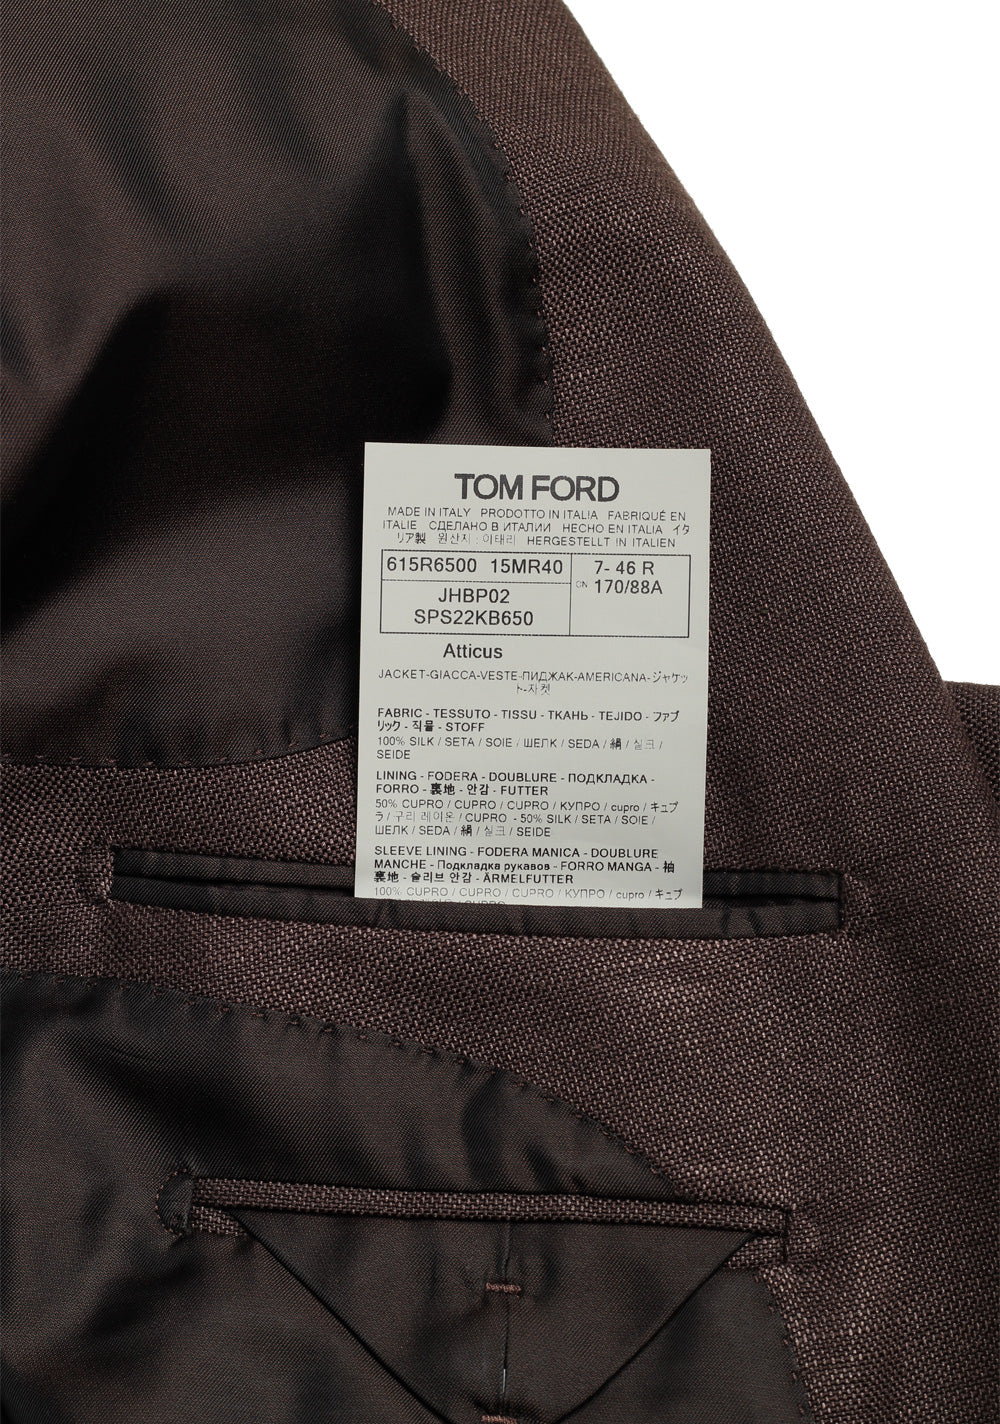 TOM FORD
MADE IN ITALY PRODOTTO IN ITALIA FABRIQUÉ EN
ITALIE СДЕЛАНО В ИТАЛИИ HECHO EN ITALIA イタ
リア製 원산지 : 이태리 HERGESTELLT IN ITALIEN
615R6500 15MR40
7- 46 R
CN 170/88A
JHBP02
SPS22KB650
Atticus
JACKET-GIACCA-VESTE-ПИДЖАК-AMERICANA-ジャケッ
ト-자켓
FABRIC - TESSUTO - TISSU - ТКАНЬ - TEJIDO - ファブ
リック - 직물 - STOFF
100% SILK / SETA / SOIE / ШЕЛК / SEDA / 絹 / 실크 /
SEIDE
LINING - FODERA - DOUBLURE - ПОДКЛАДКА -
FORRO - 裏地 - 안감 - FUTTER
50% CUPRO / CUPRO / CUPRO / КУПРО / cupro / キュプ
ラ / 구리 레이온 / CUPRO - 50% SILK / SETA / SOIE /
ШЕЛК / SEDA / 絹 / 실크 / SEIDE
SLEEVE LINING - FODERA MANICA - DOUBLURE
MANCHE - Подкладка рукавов - FORRO MANGA - 袖
裏地 - 슬리브 안감 - ÄRMELFUTTER
100% CUPRO / CUPRO / CUPRO / КУПРО / cupro / キュプ